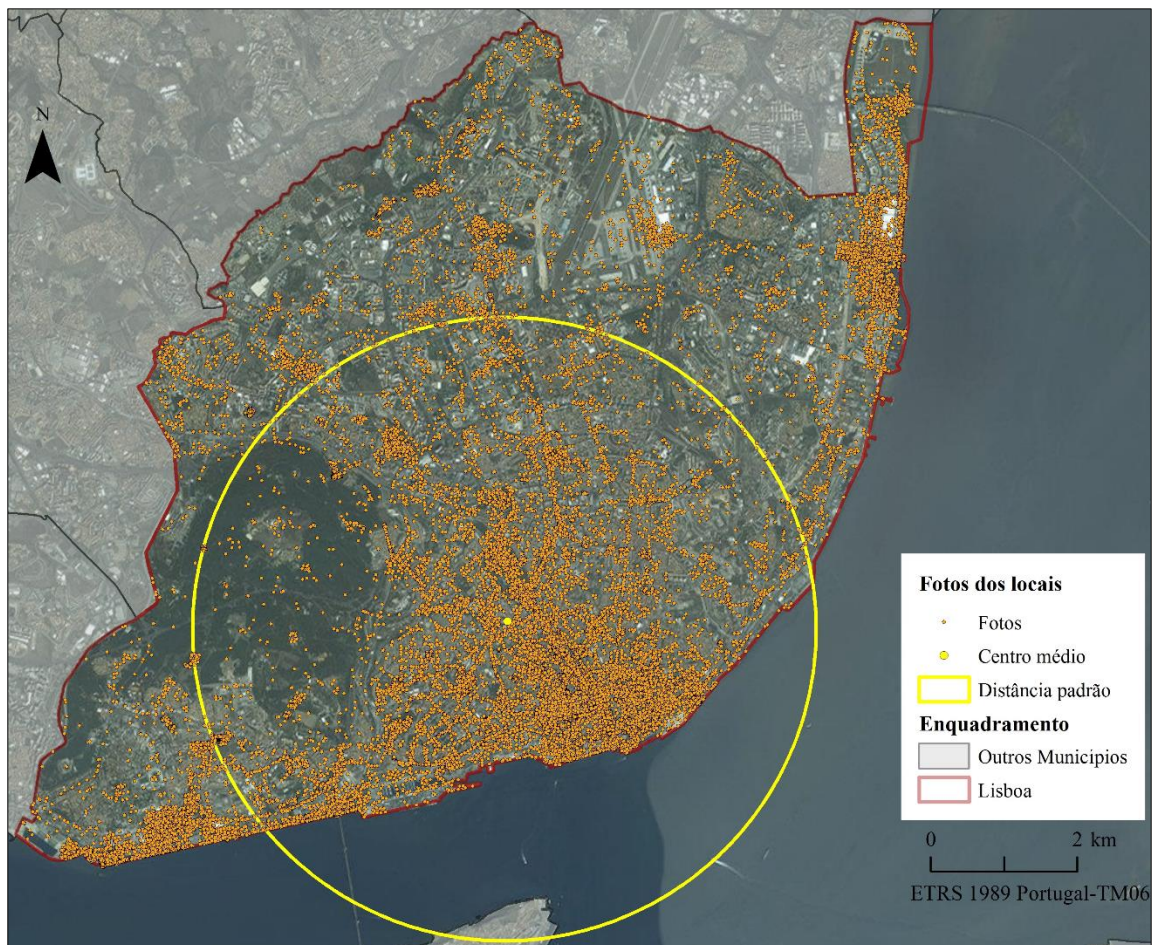 N
Fotos dos locais
Fotos
Centro médio
Distância padrão
Enquadramento
Outros Municipios
Lisboa
0 2 km
ETRS 1989 Portugal-TM06